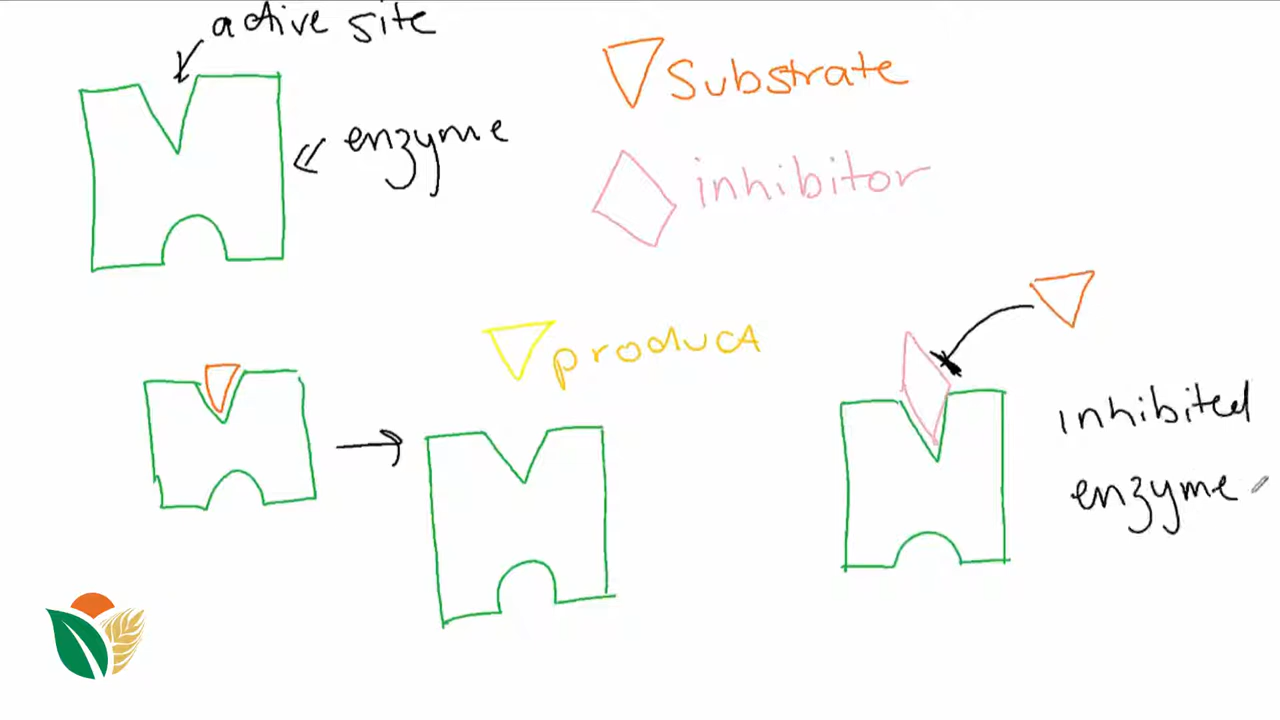 active site
enzyme
Substrate
inhibitor
product
inhibited
enzyme